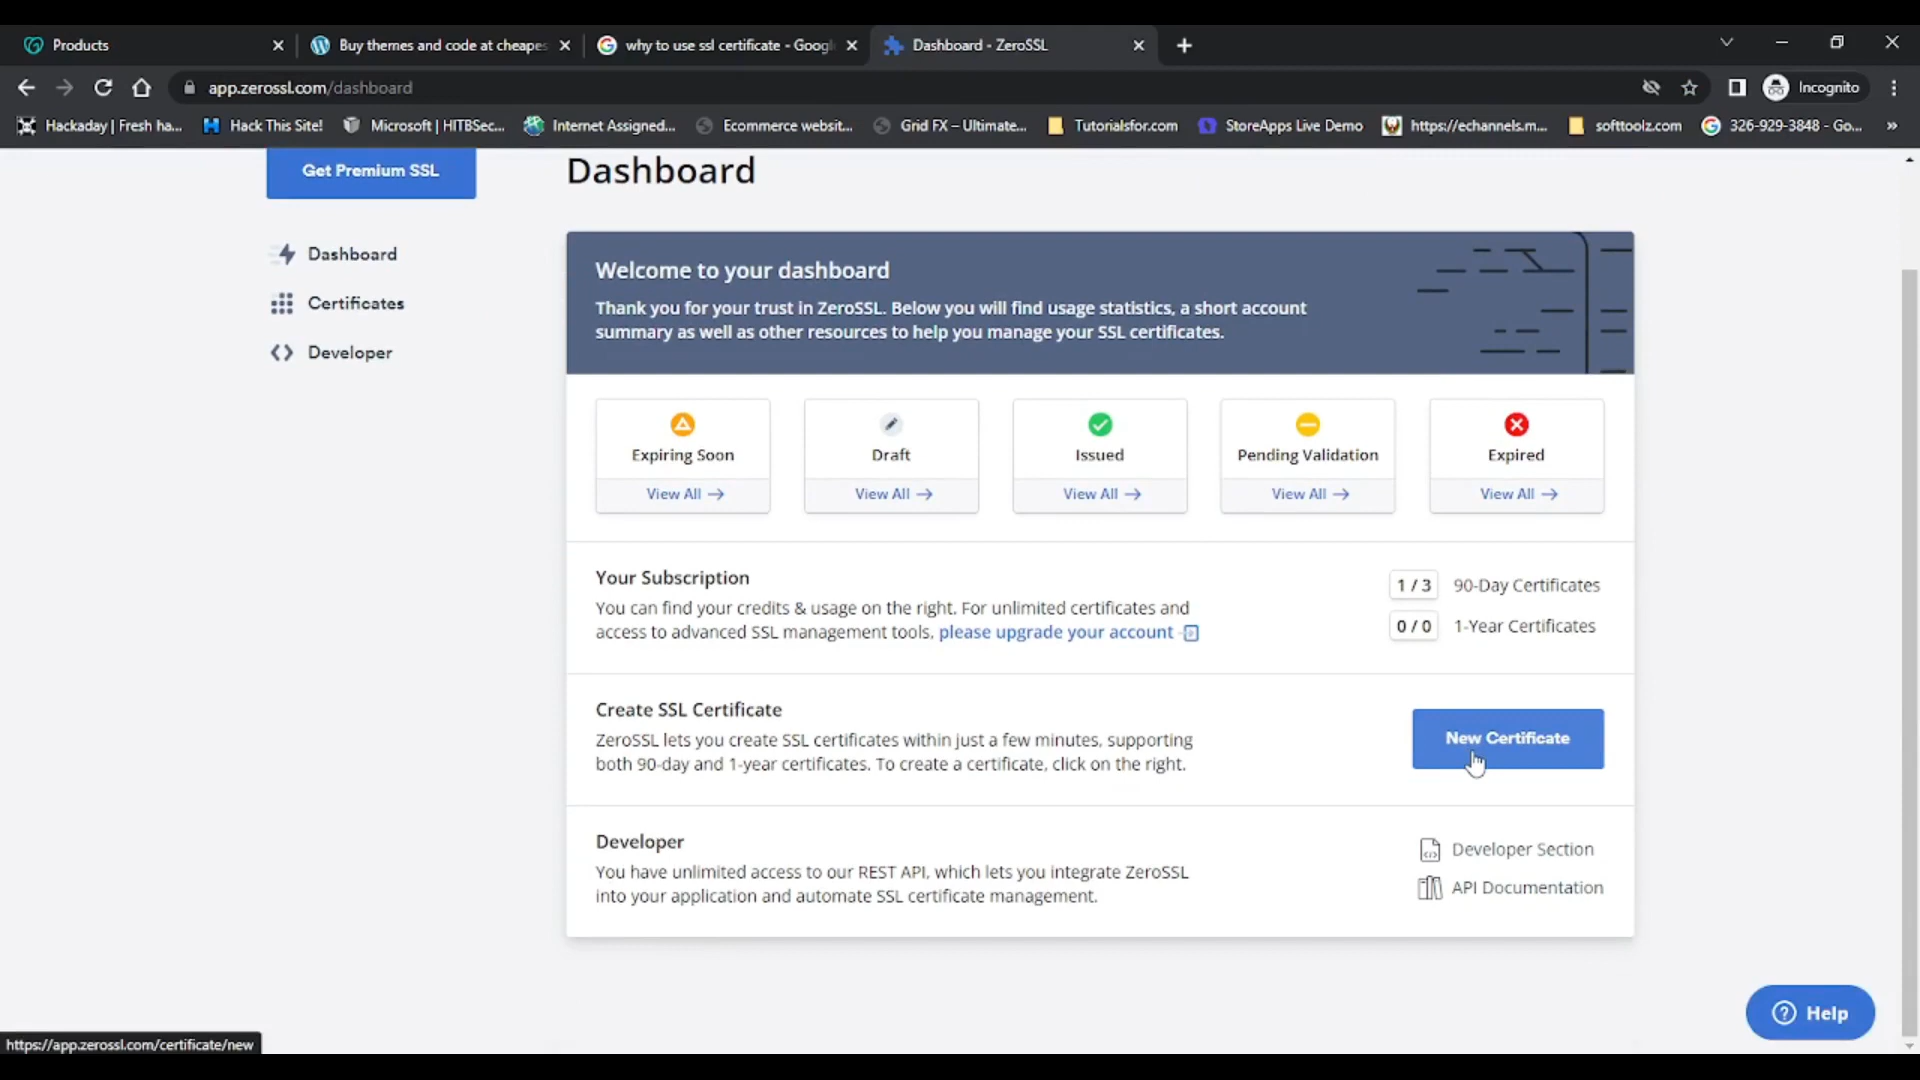 Products
Buy themes and code at cheapes
why to use ssl certificate - Googl
Dashboard - ZeroSSL
app.zerossl.com/dashboard
Incognito
Hackaday | Fresh ha...
Hack This Site!
Microsoft | HITBSec...
Internet Assigned...
Ecommerce websit...
Grid FX – Ultimate...
Tutorialsfor.com
StoreApps Live Demo
https://echannels.m...
softtoolz.com
326-929-3848 - Go...
»
Get Premium SSL
Dashboard
Certificates
Developer
Dashboard
Welcome to your dashboard
Thank you for your trust in ZeroSSL. Below you will find usage statistics, a short account
summary as well as other resources to help you manage your SSL certificates.
Expiring Soon
View All →
Draft
View All →
Issued
View All →
Pending Validation
View All →
Expired
View All →
Your Subscription
You can find your credits & usage on the right. For unlimited certificates and
access to advanced SSL management tools, please upgrade your account
1 / 3 90-Day Certificates
0 / 0 1-Year Certificates
Create SSL Certificate
ZeroSSL lets you create SSL certificates within just a few minutes, supporting
both 90-day and 1-year certificates. To create a certificate, click on the right.
New Certificate
Developer
You have unlimited access to our REST API, which lets you integrate ZeroSSL
into your application and automate SSL certificate management.
Developer Section
API Documentation
Help
https://app.zerossl.com/certificate/new